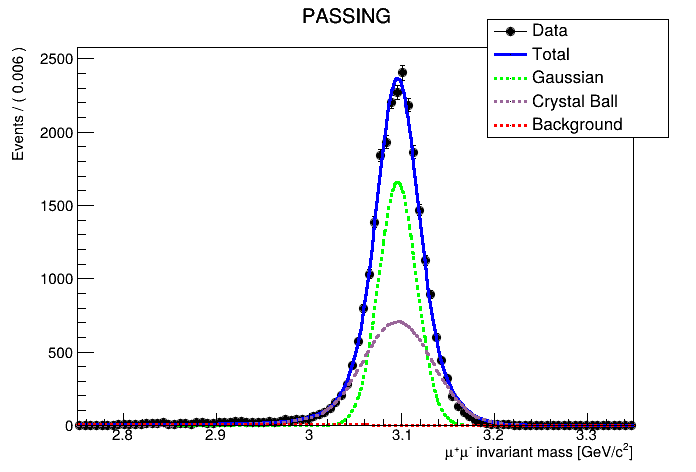 PASSING
Data
Total
Gaussian
Crystal Ball
Background
Events / ( 0.006 )
2500
2000
1500
1000
500
0
2.8 2.9 3 3.1 3.2 3.3
μ⁺μ⁻ invariant mass [GeV/c²]